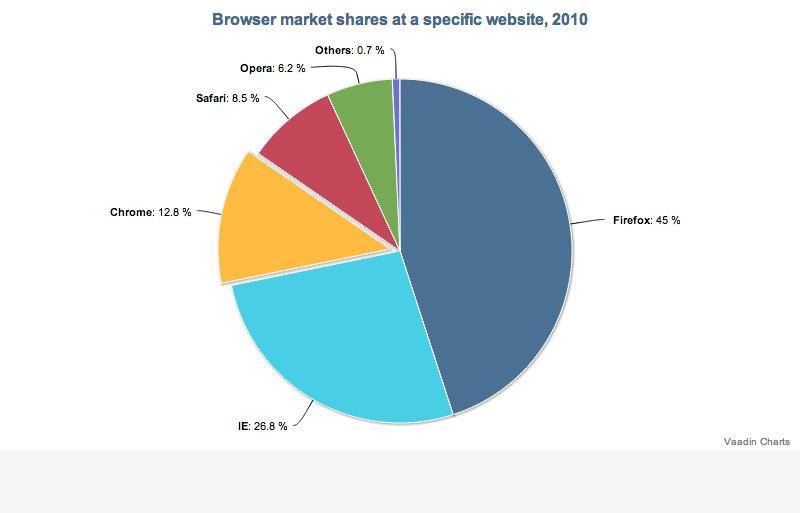 Browser market shares at a specific website, 2010
Others: 0.7 %
Opera: 6.2 %
Safari: 8.5 %
Chrome: 12.8 %
Firefox: 45 %
IE: 26.8 %
Vaadin Charts